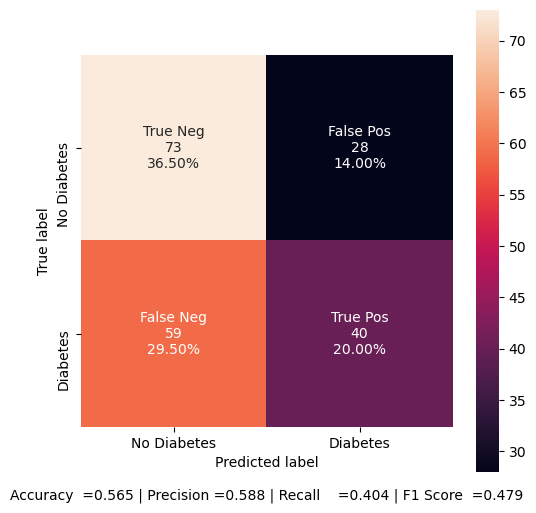 True Neg
73
36.50%
False Pos
28
14.00%
False Neg
59
29.50%
True Pos
40
20.00%
No Diabetes
Diabetes
True label
No Diabetes
Diabetes
Predicted label
70
65
60
55
50
45
40
35
30
Accuracy  =0.565 | Precision =0.588 | Recall    =0.404 | F1 Score  =0.479